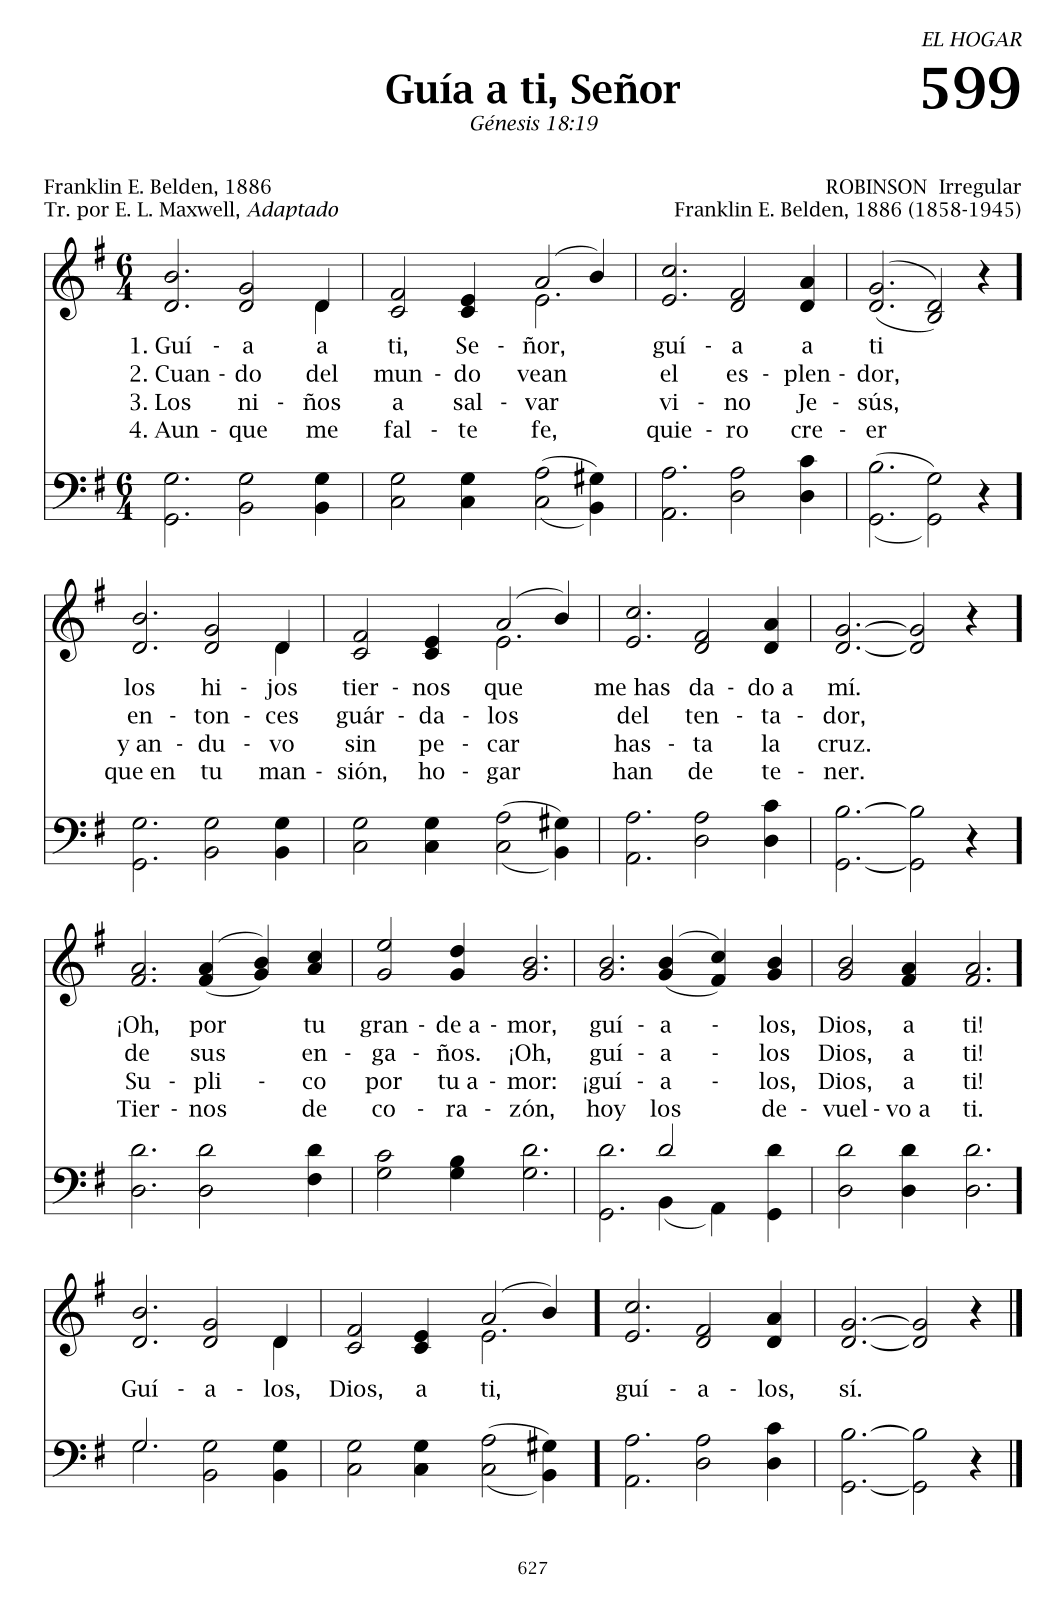 EL HOGAR
599
Guía a ti, Señor
Génesis 18:19
Franklin E. Belden, 1886
Tr. por E. L. Maxwell, Adaptado
ROBINSON Irregular
Franklin E. Belden, 1886 (1858-1945)
6
4
1. Guí - a a ti, Se - ñor, guí - a a ti
2. Cuan - do del mun - do vean el es - plen - dor,
3. Los ni - ños a sal - var vi - no Je - sús,
4. Aun - que me fal - te fe, quie - ro cre - er
6
4
los hi - jos tier - nos que me has da - do a mí.
en - ton - ces guár - da - los del ten - ta - dor,
y an - du - vo sin pe - car has - ta la cruz.
que en tu man - sión, ho - gar han de te - ner.
¡Oh, por tu gran - de a - mor, guí - a - los, Dios, a ti!
de sus en - ga - ños. ¡Oh, guí - a - los Dios, a ti!
Su - pli - co por tu a - mor: ¡guí - a - los, Dios, a ti!
Tier - nos de co - ra - zón, hoy los de - vuel - vo a ti.
Guí - a - los, Dios, a ti, guí - a - los, sí.
627